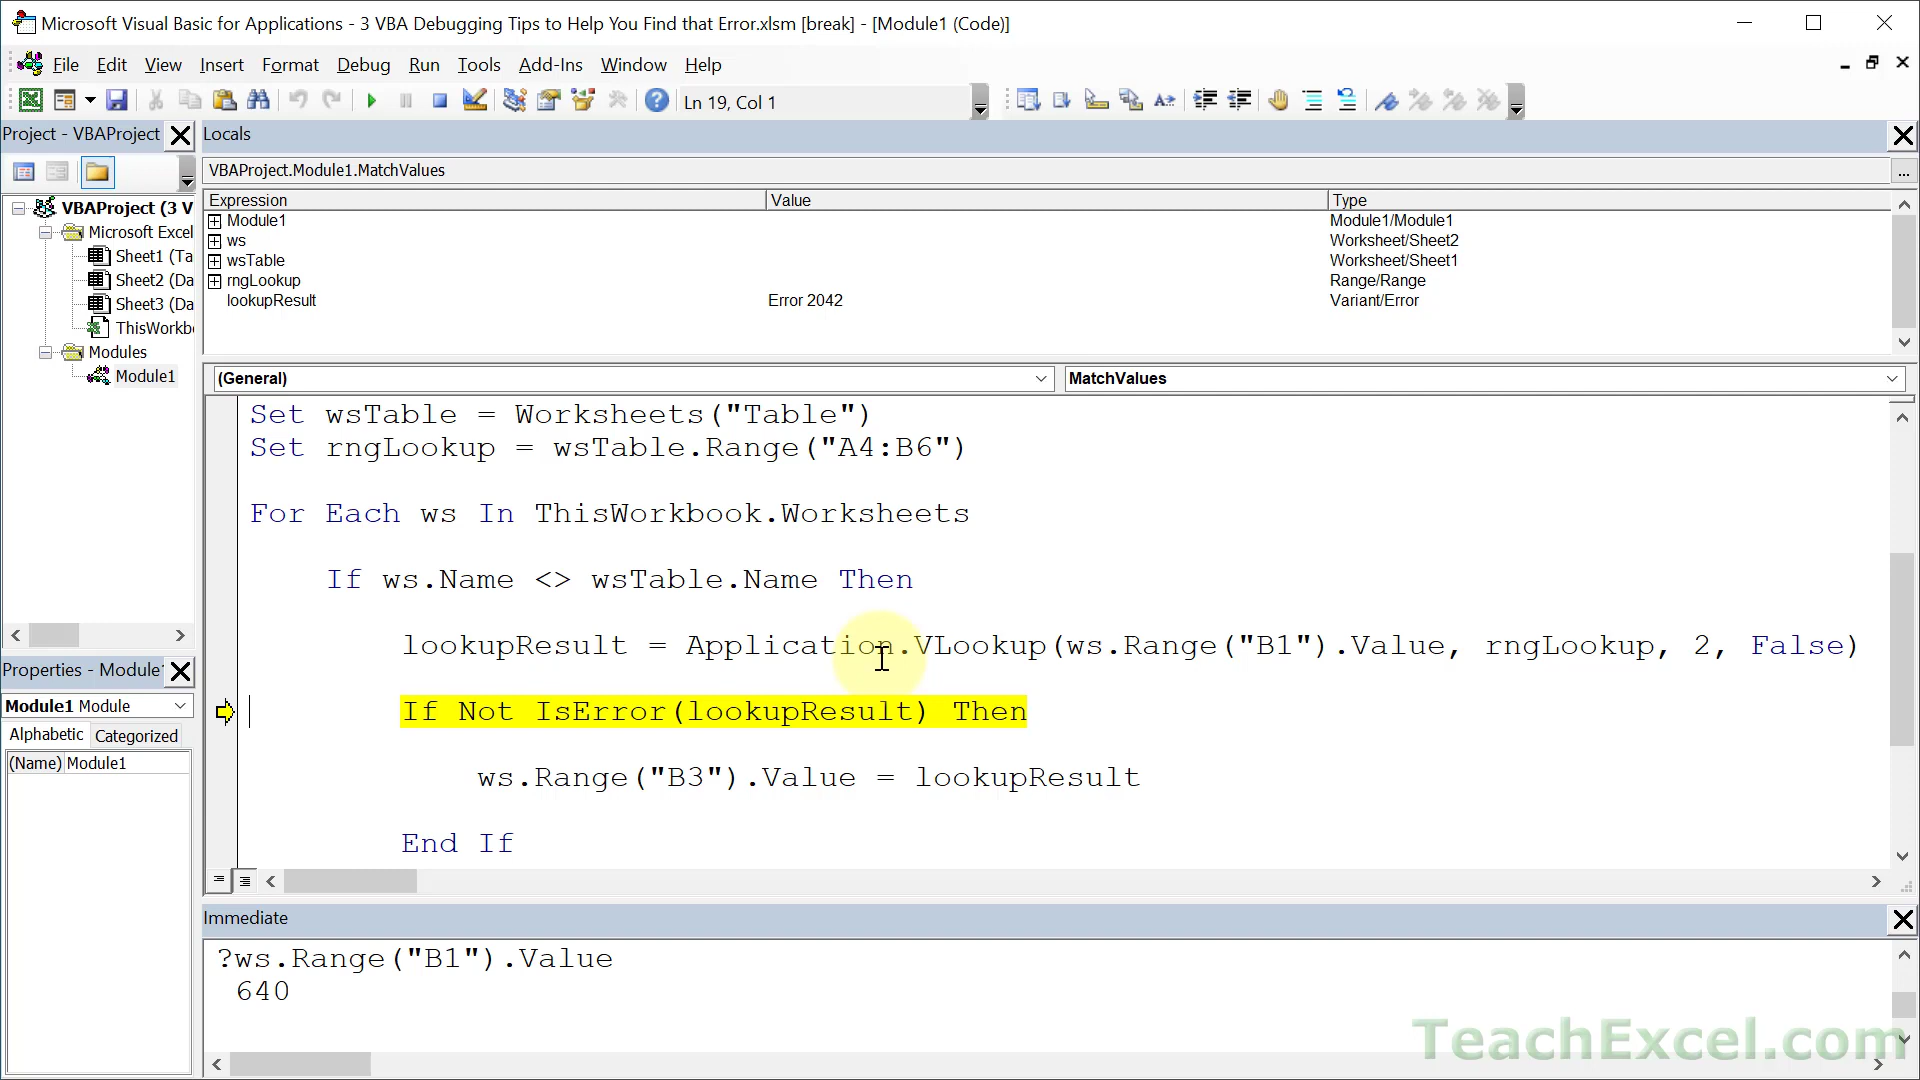 Microsoft Visual Basic for Applications - 3 VBA Debugging Tips to Help You Find that Error.xlsm [break] - [Module1 (Code)]
File Edit View Insert Format Debug Run Tools Add-Ins Window Help
Ln 19, Col 1
Project - VBAProject
Locals
VBAProject.Module1.MatchValues
...
Expression Value Type
Module1 Module1/Module1
ws Worksheet/Sheet2
wsTable Worksheet/Sheet1
rngLookup Range/Range
lookupResult Error 2042 Variant/Error
VBAProject (3 V
Microsoft Excel
Sheet1 (Ta
Sheet2 (Da
Sheet3 (Da
ThisWorkb
Modules
Module1
(General) MatchValues
Set wsTable = Worksheets("Table")
Set rngLookup = wsTable.Range("A4:B6")
For Each ws In ThisWorkbook.Worksheets
If ws.Name <> wsTable.Name Then
lookupResult = Application.VLookup(ws.Range("B1").Value, rngLookup, 2, False)
If Not IsError(lookupResult) Then
ws.Range("B3").Value = lookupResult
End If
Properties - Module
Module1 Module
Alphabetic Categorized
(Name) Module1
Immediate
?ws.Range("B1").Value
640
TeachExcel.com